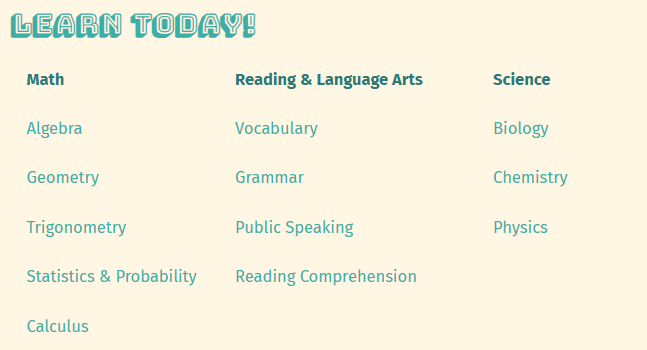 LEARN TODAY!
Math Reading & Language Arts Science
Algebra Vocabulary Biology
Geometry Grammar Chemistry
Trigonometry Public Speaking Physics
Statistics & Probability Reading Comprehension
Calculus